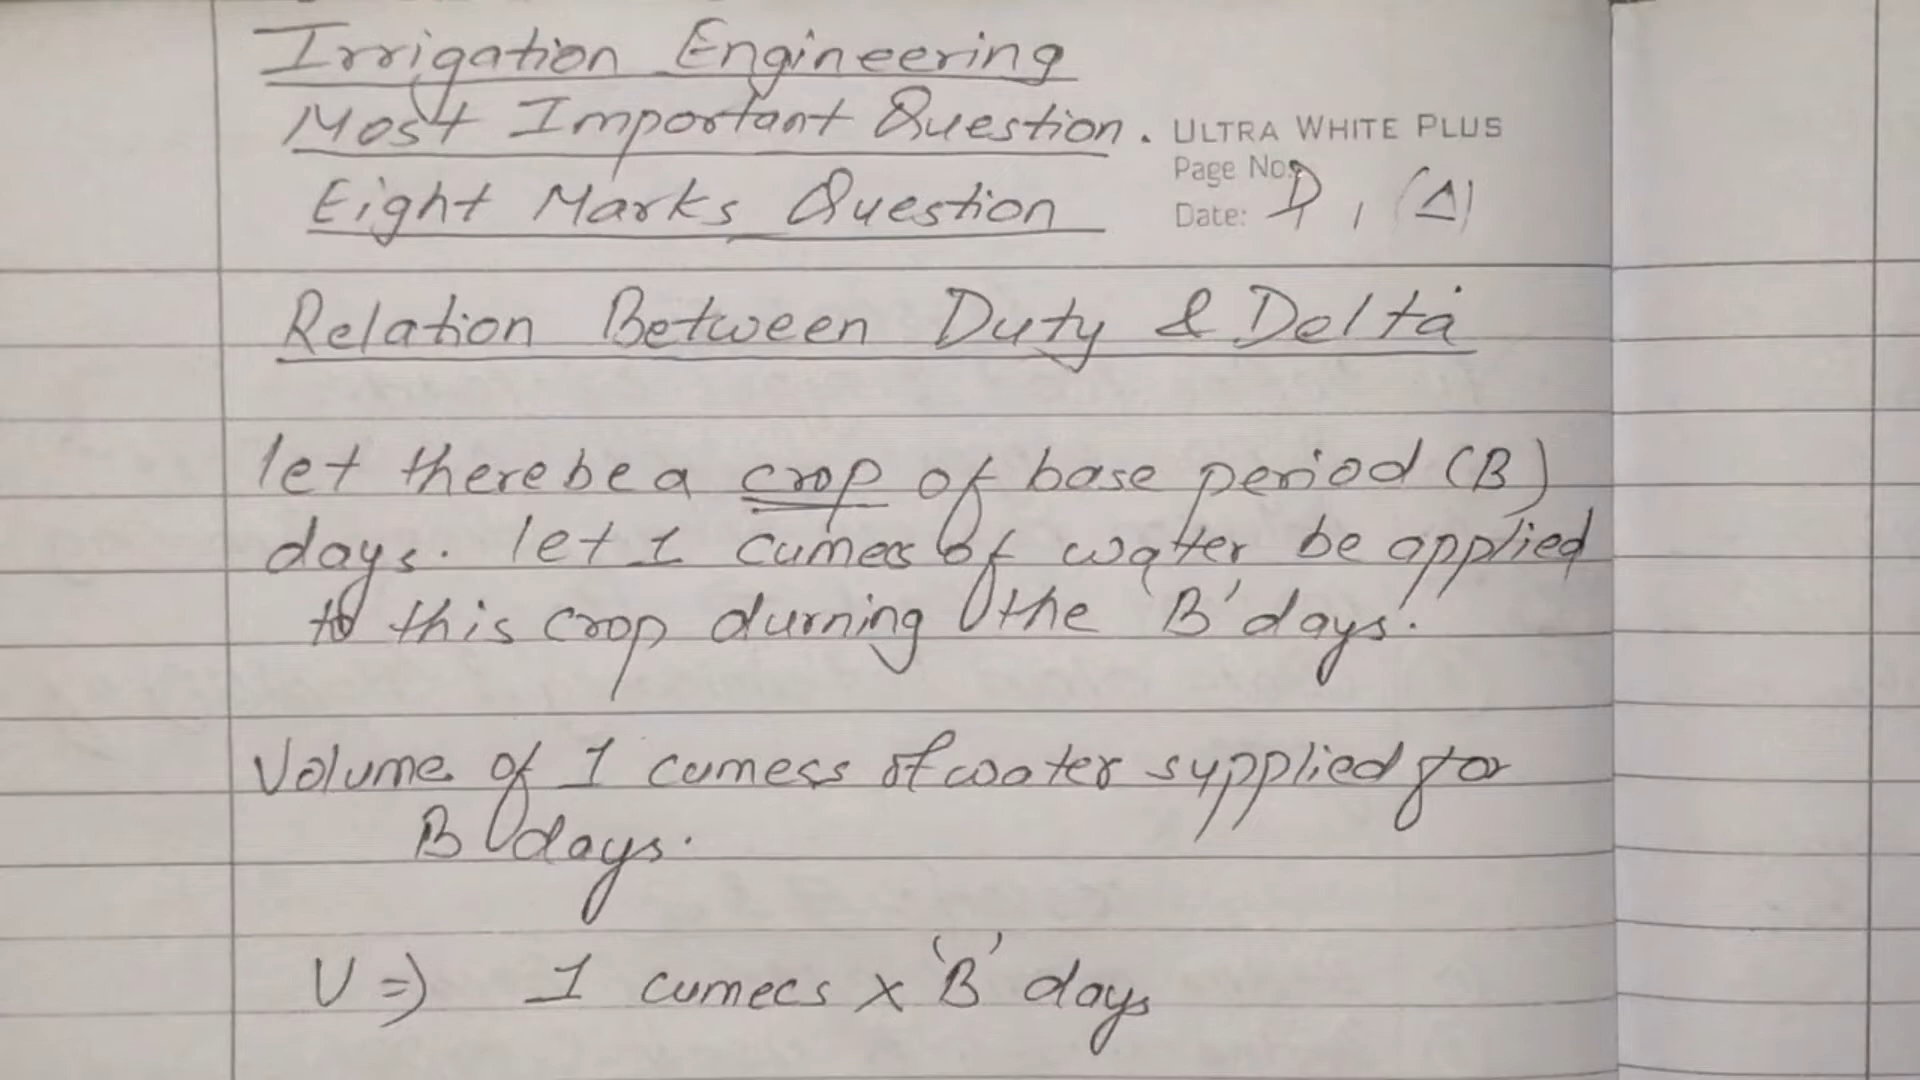 Irrigation Engineering
Most Important Question.
ULTRA WHITE PLUS
Eight Marks Question
Page No:
Date: D, (Δ)
Relation Between Duty & Delta
let there be a crop of base period (B)
days. let 1 cumecs of water be applied
to this crop durning the 'B' days.
Volume of 1 cumess of water supplied for
B days.
V => 1 cumecs x 'B' days